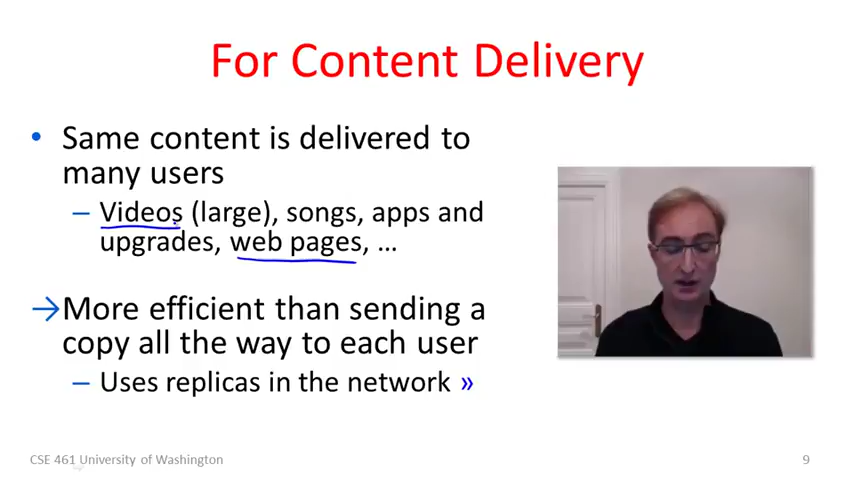 For Content Delivery
• Same content is delivered to
many users
– Videos (large), songs, apps and
upgrades, web pages, …
→More efficient than sending a
copy all the way to each user
– Uses replicas in the network »
CSE 461 University of Washington
9